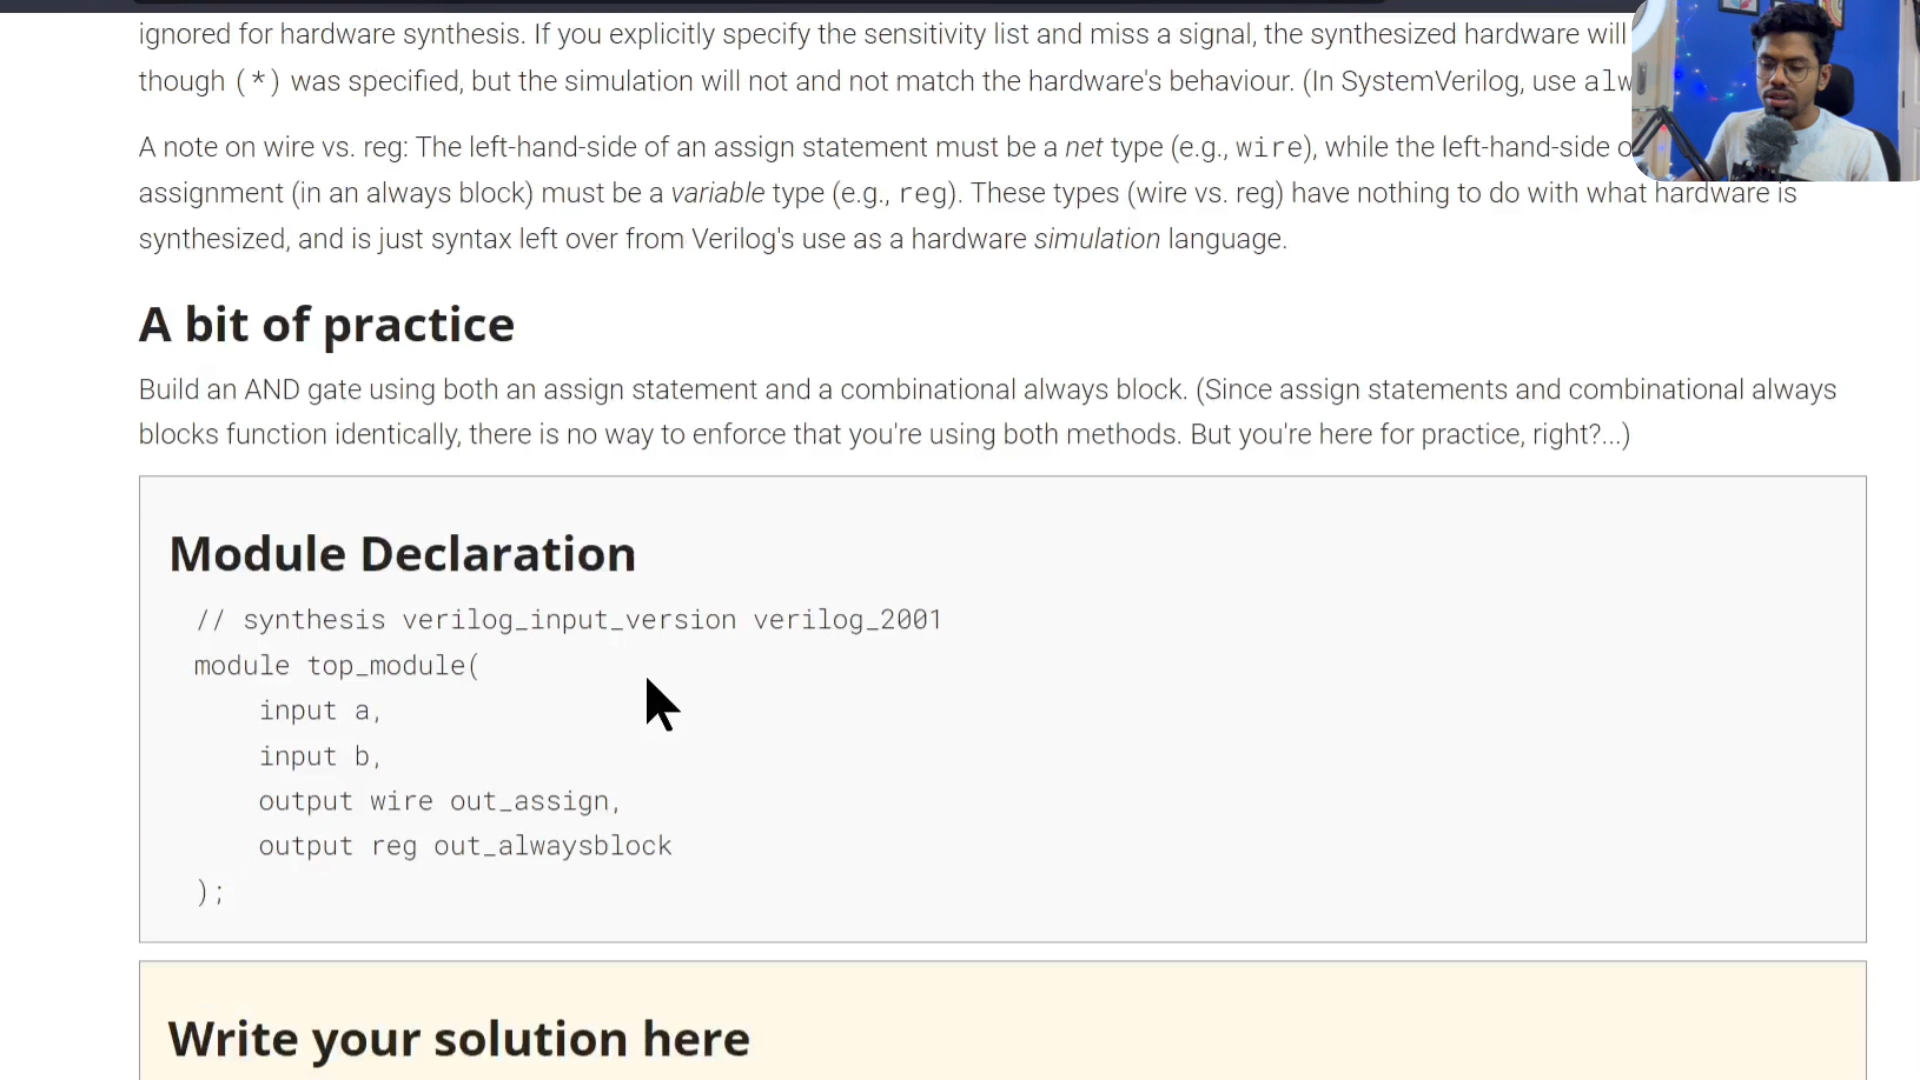 ignored for hardware synthesis. If you explicitly specify the sensitivity list and miss a signal, the synthesized hardware will
though (*) was specified, but the simulation will not and not match the hardware's behaviour. (In SystemVerilog, use alw
A note on wire vs. reg: The left-hand-side of an assign statement must be a net type (e.g., wire), while the left-hand-side o
assignment (in an always block) must be a variable type (e.g., reg). These types (wire vs. reg) have nothing to do with what hardware is
synthesized, and is just syntax left over from Verilog's use as a hardware simulation language.
A bit of practice
Build an AND gate using both an assign statement and a combinational always block. (Since assign statements and combinational always
blocks function identically, there is no way to enforce that you're using both methods. But you're here for practice, right?...)
Module Declaration
// synthesis verilog_input_version verilog_2001
module top_module(
input a,
input b,
output wire out_assign,
output reg out_alwaysblock
);
Write your solution here